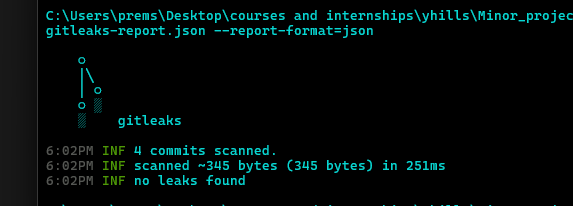 C:\Users\prems\Desktop\courses and internships\yhills\Minor_projec
gitleaks-report.json --report-format=json
gitleaks
6:02PM INF 4 commits scanned.
6:02PM INF scanned ~345 bytes (345 bytes) in 251ms
6:02PM INF no leaks found